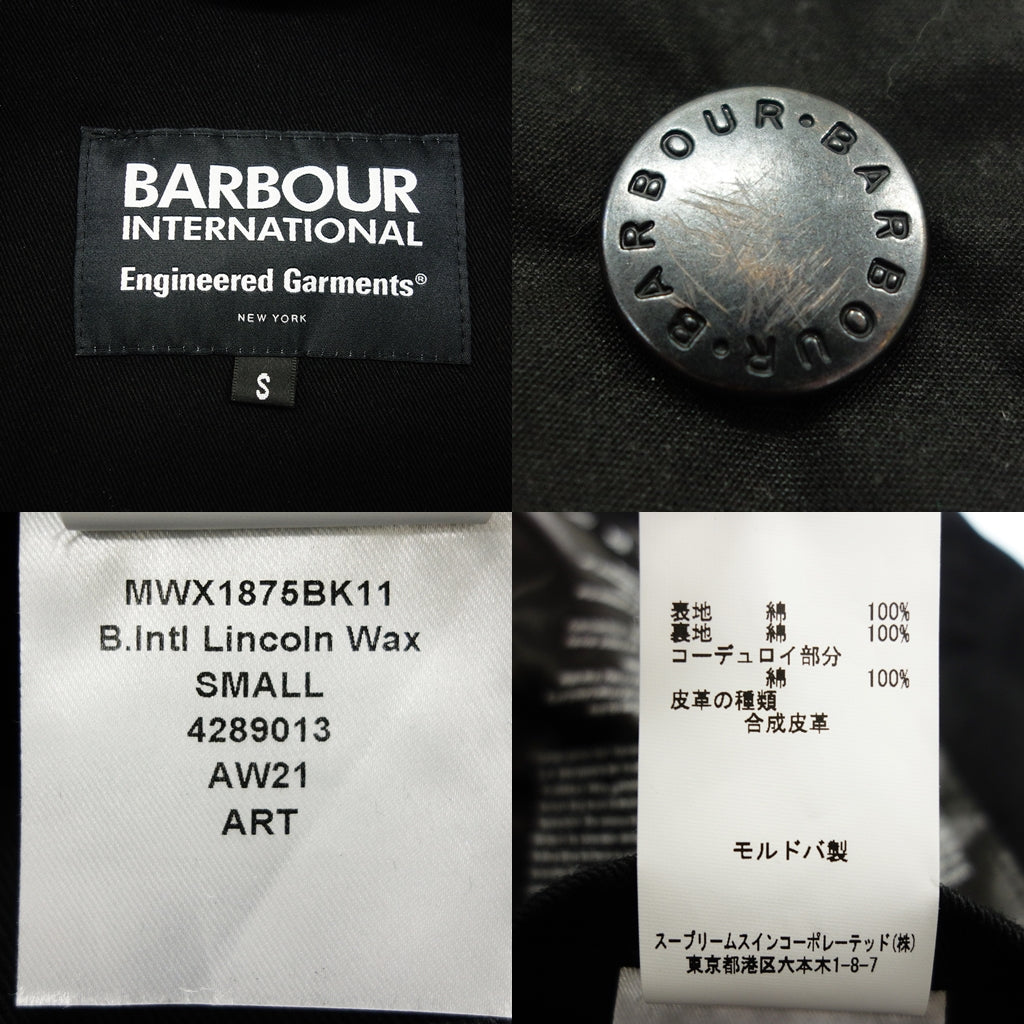 BARBOUR
INTERNATIONAL
Engineered Garments®
NEW YORK
S
BARBOUR • BARBOUR •
MWX1875BK11
B.Intl Lincoln Wax
SMALL
4289013
AW21
ART
表地 綿 100%
裏地 綿 100%
コーデュロイ部分
綿 100%
皮革の種類
合成皮革
モルドバ製
スープリームスインコーポレーテッド(株)
東京都港区六本木1-8-7